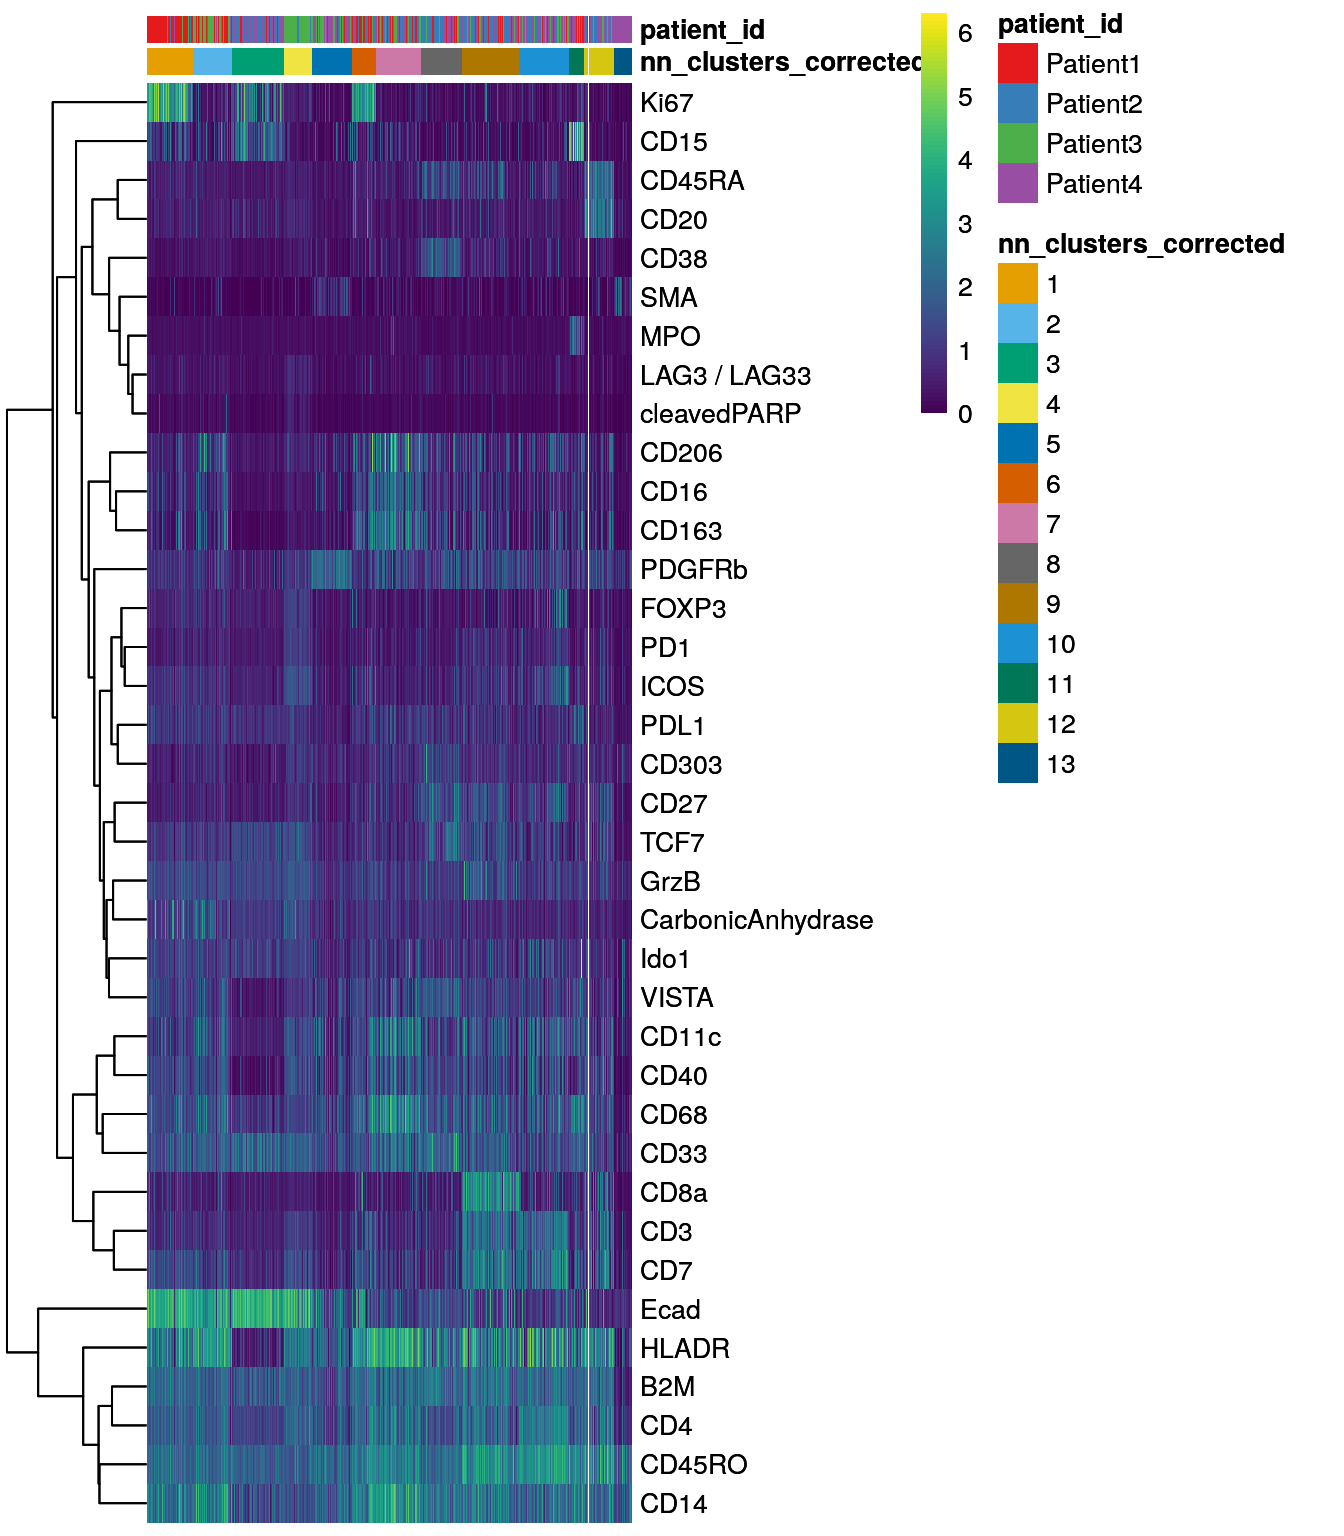 patient_id
nn_clusters_corrected
Ki67
CD15
CD45RA
CD20
CD38
SMA
MPO
LAG3 / LAG33
cleavedPARP
CD206
CD16
CD163
PDGFRb
FOXP3
PD1
ICOS
PDL1
CD303
CD27
TCF7
GrzB
CarbonicAnhydrase
Ido1
VISTA
CD11c
CD40
CD68
CD33
CD8a
CD3
CD7
Ecad
HLADR
B2M
CD4
CD45RO
CD14
6
5
4
3
2
1
0
patient_id
Patient1
Patient2
Patient3
Patient4
nn_clusters_corrected
1
2
3
4
5
6
7
8
9
10
11
12
13